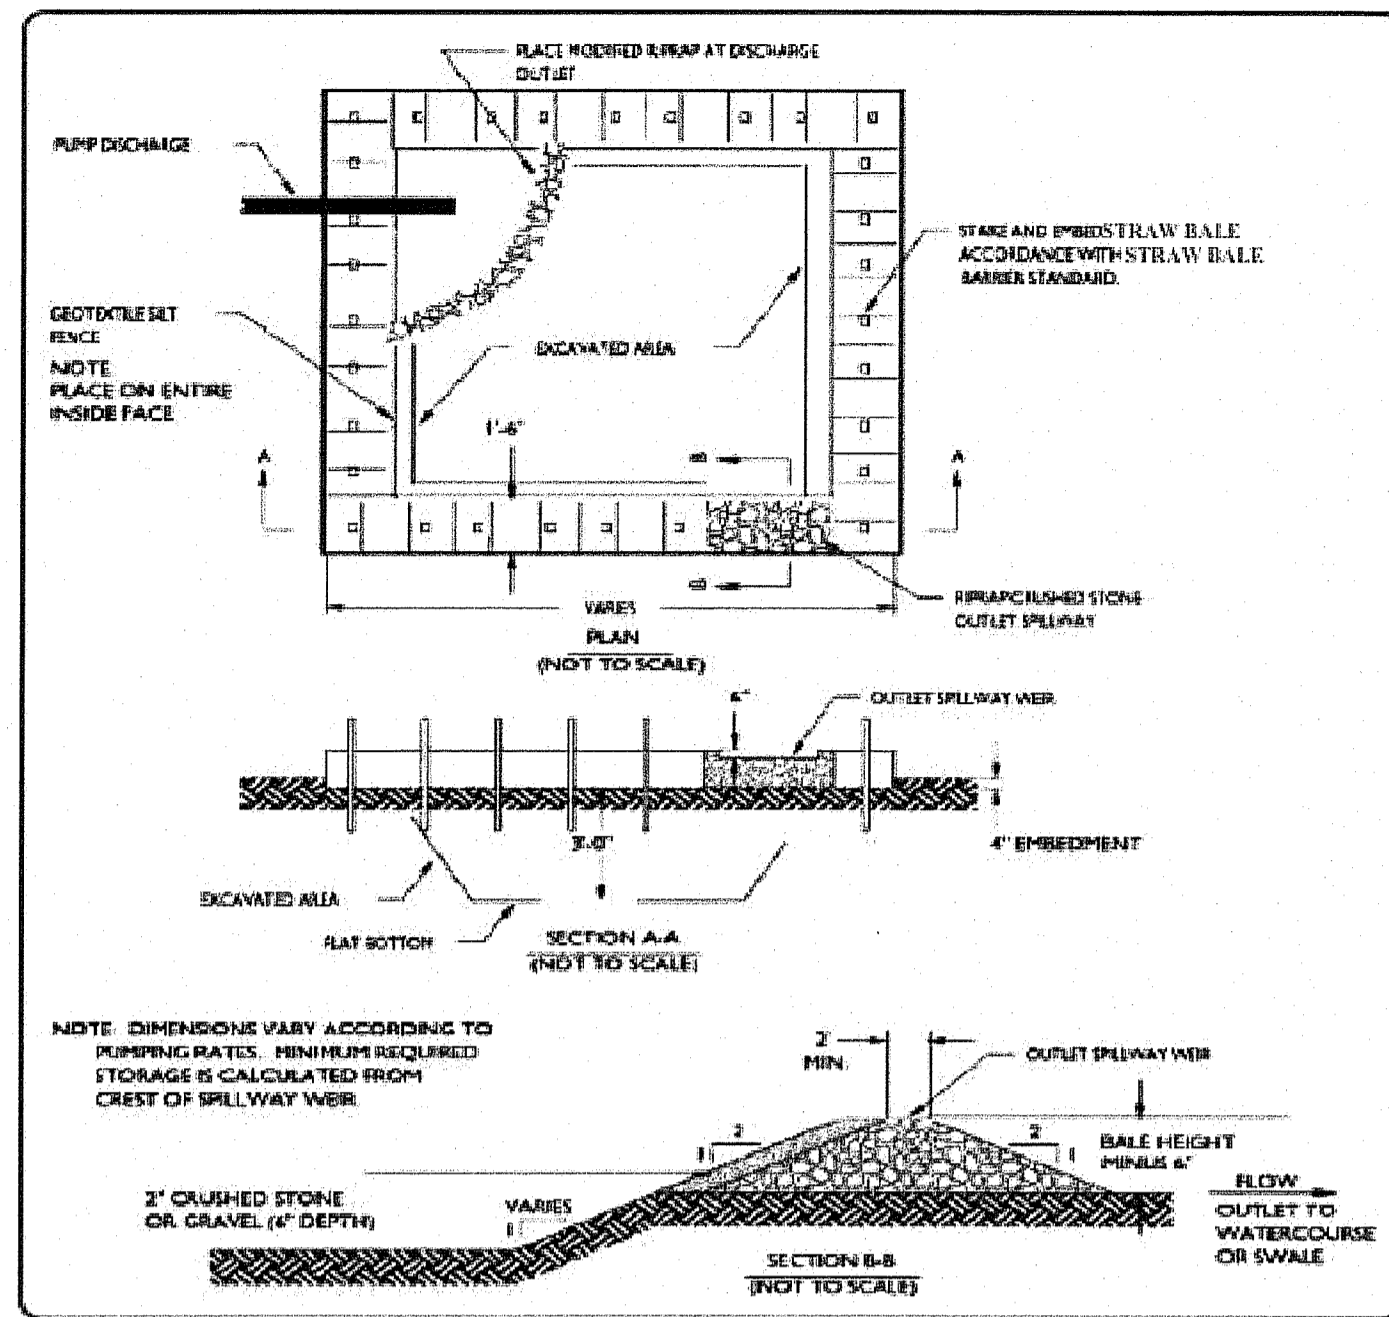 PLACE MODIFIED RIPRAP AT DISCHARGE
OUTLET
PUMP DISCHARGE
STAKE AND EMBED STRAW BALE
ACCORDANCE WITH STRAW BALE
BARRIER STANDARD.
GEOTEXTILE SILT
FENCE
NOTE
PLACE ON ENTIRE
INSIDE FACE
EXCAVATED AREA
1'-6"
B
A
A
B
RIPRAP/CRUSHED STONE
OUTLET SPILLWAY
VARIES
PLAN
(NOT TO SCALE)
6"
OUTLET SPILLWAY WEIR
4" EMBEDMENT
EXCAVATED AREA
FLAT BOTTOM
SECTION A-A
(NOT TO SCALE)
NOTE: DIMENSIONS VARY ACCORDING TO
PUMPING RATES. MINIMUM REQUIRED
STORAGE IS CALCULATED FROM
CREST OF SPILLWAY WEIR
2'
MIN.
OUTLET SPILLWAY WEIR
2
1
2
1
BALE HEIGHT
MINUS 6"
FLOW
OUTLET TO
WATERCOURSE
OR SWALE
2" CRUSHED STONE
OR GRAVEL (6" DEPTH)
VARIES
1
SECTION B-B
(NOT TO SCALE)